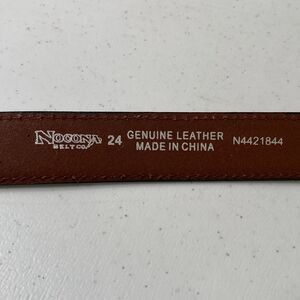 NOCONA
BELT CO.
24
GENUINE LEATHER
MADE IN CHINA
N4421844